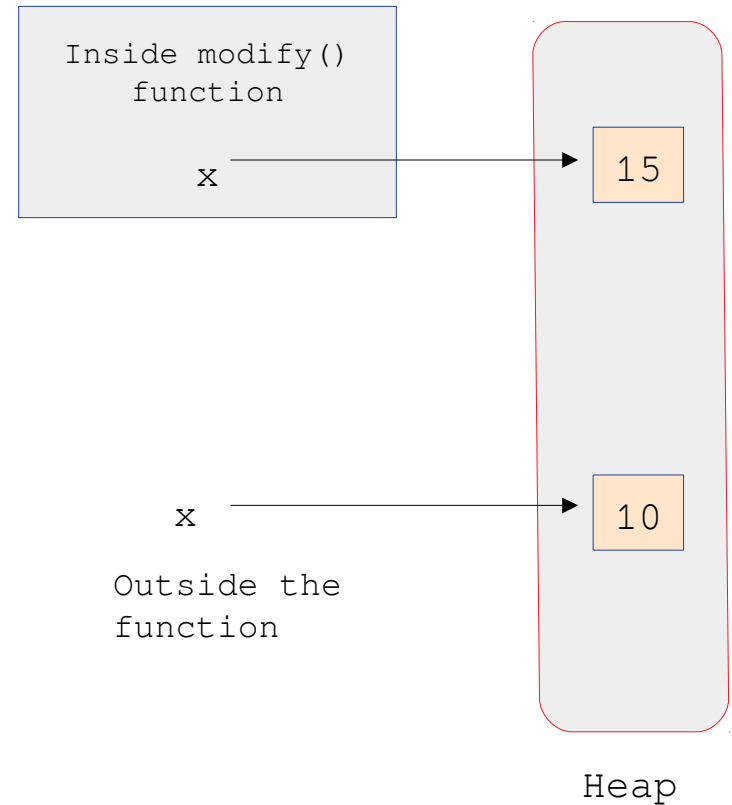 Inside modify()
function
x
15
x
10
Outside the
function
Heap